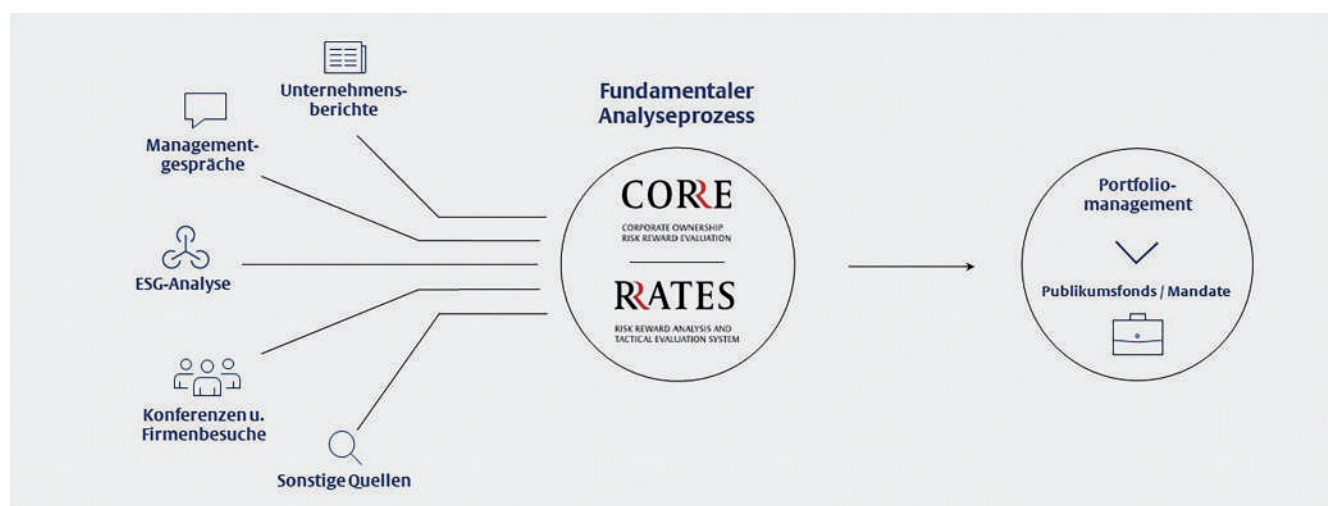 Unternehmens-
berichte
Management-
gespräche
ESG-Analyse
Konferenzen u.
Firmenbesuche
Sonstige Quellen
Fundamentaler
Analyseprozess
CORRE
CORPORATE OWNERSHIP
RISK REWARD EVALUATION
RRATES
RISK REWARD ANALYSIS AND
TACTICAL EVALUATION SYSTEM
Portfolio-
management
Publikumsfonds / Mandate